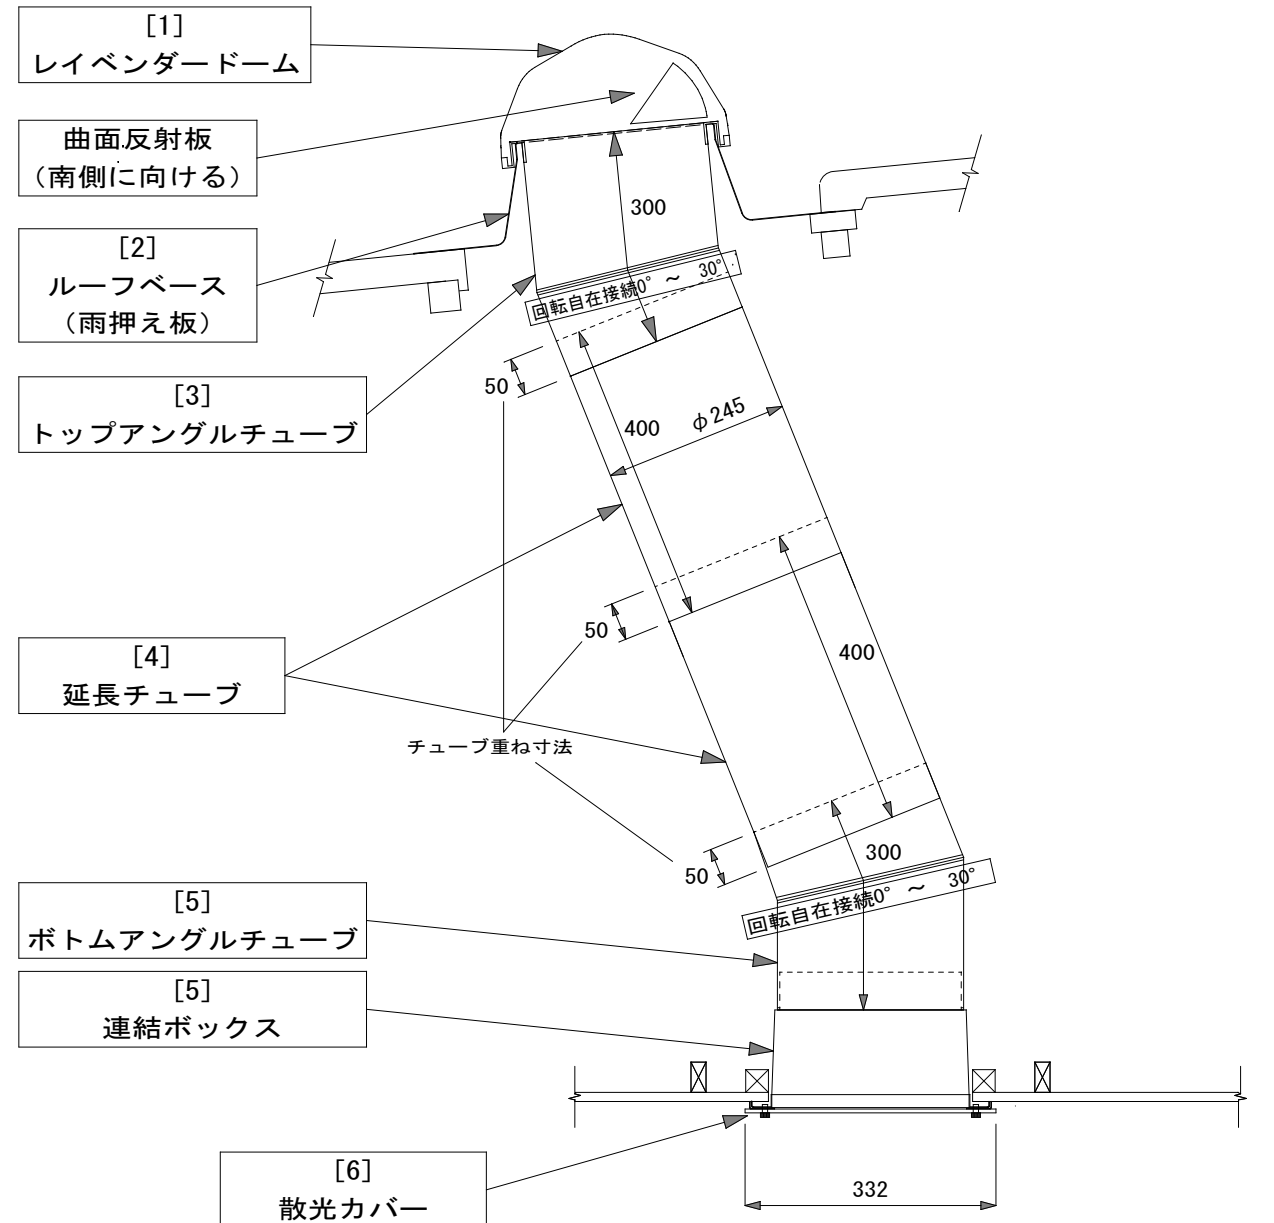 [1]
レイベンダードーム
曲面反射板
(南側に向ける)
[2]
ルーフベース
(雨押え板)
[3]
トップアングルチューブ
300
回転自在接続0° ～ 30°
50
400
φ245
50
400
[4]
延長チューブ
チューブ重ね寸法
50
300
回転自在接続0° ～ 30°
[5]
ボトムアングルチューブ
[5]
連結ボックス
[6]
散光カバー
332